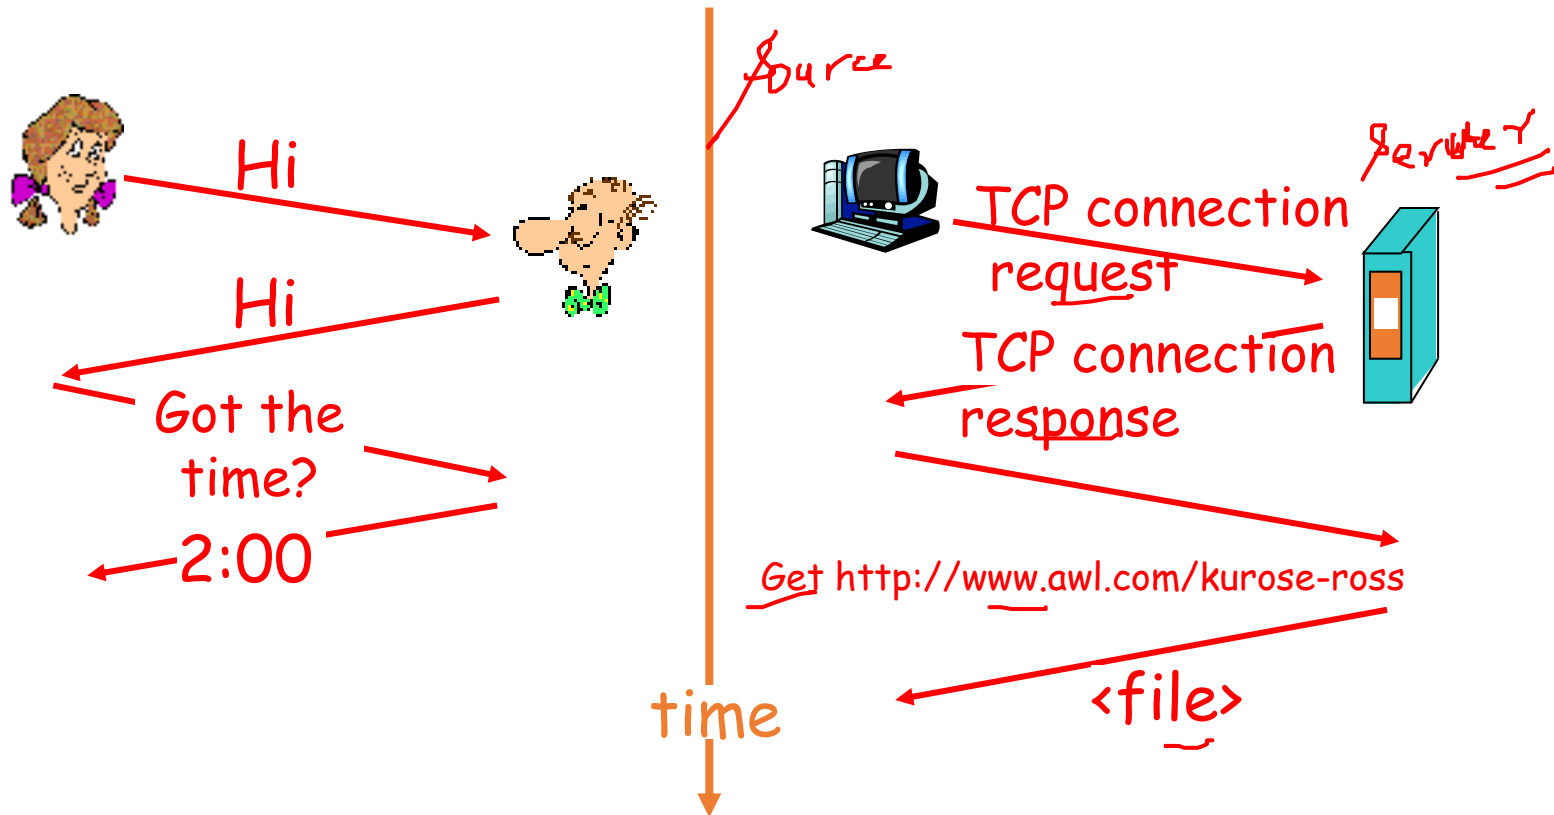 Hi
Hi
Got the
time?
2:00
time
Source
TCP connection
request
TCP connection
response
Get http://www.awl.com/kurose-ross
<file>